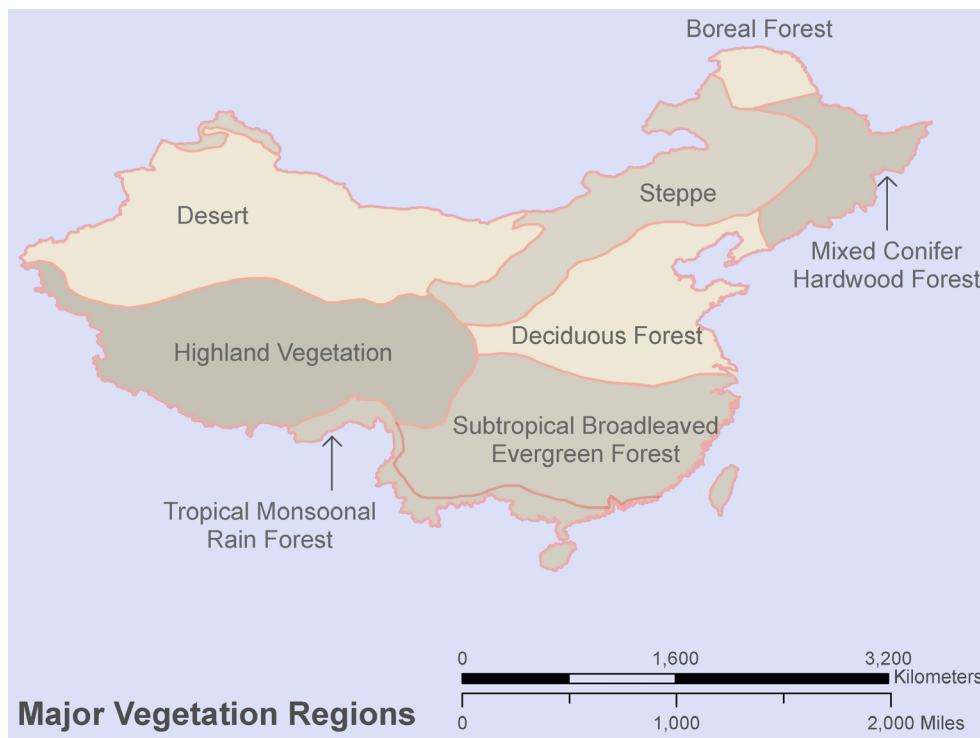 Boreal Forest
Steppe
Desert
Mixed Conifer
Hardwood Forest
Deciduous Forest
Highland Vegetation
Subtropical Broadleaved
Evergreen Forest
Tropical Monsoonal
Rain Forest
0 1,600 3,200
Kilometers
Major Vegetation Regions
0 1,000 2,000 Miles